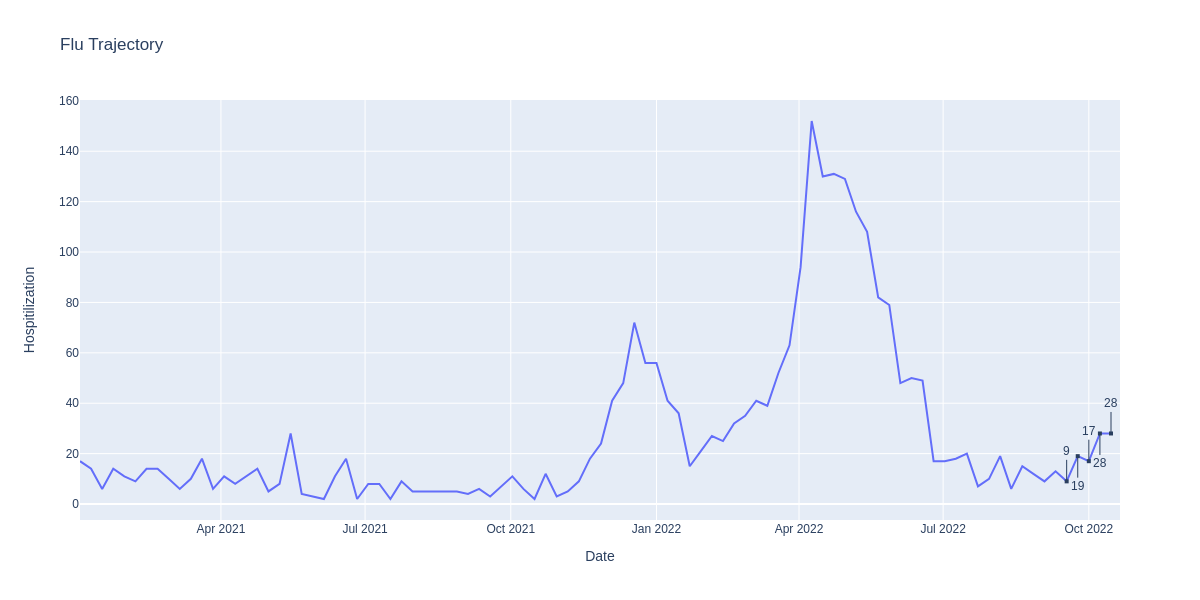 Flu Trajectory
160
140
120
100
80
60
40
20
0
Hospitilization
28
17
9
28
19
Apr 2021
Jul 2021
Oct 2021
Jan 2022
Apr 2022
Jul 2022
Oct 2022
Date